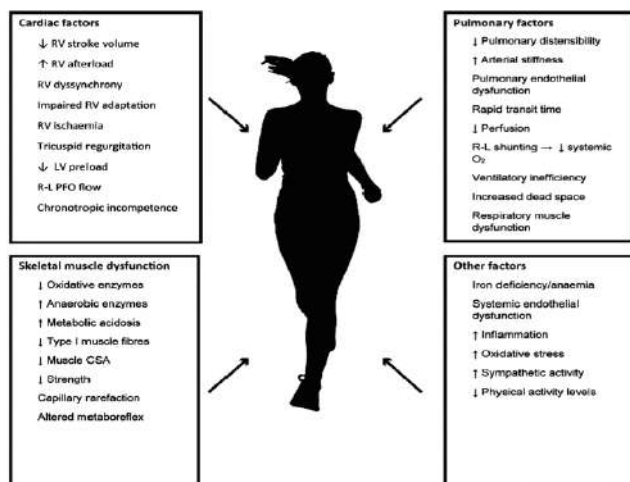 Cardiac factors
↓ RV stroke volume
↑ RV afterload
RV dyssynchrony
Impaired RV adaptation
RV ischaemia
Tricuspid regurgitation
↓ LV preload
R-L PFO flow
Chronotropic incompetence
Pulmonary factors
↓ Pulmonary distensibility
↑ Arterial stiffness
Pulmonary endothelial
dysfunction
Rapid transit time
↓ Perfusion
R-L shunting → ↓ systemic
O₂
Ventilatory inefficiency
Increased dead space
Respiratory muscle
dysfunction
Skeletal muscle dysfunction
↓ Oxidative enzymes
↑ Anaerobic enzymes
↑ Metabolic acidosis
↓ Type I muscle fibres
↓ Muscle CSA
↓ Strength
Capillary rarefaction
Altered metaboreflex
Other factors
Iron deficiency/anaemia
Systemic endothelial
dysfunction
↑ Inflammation
↑ Oxidative stress
↑ Sympathetic activity
↓ Physical activity levels